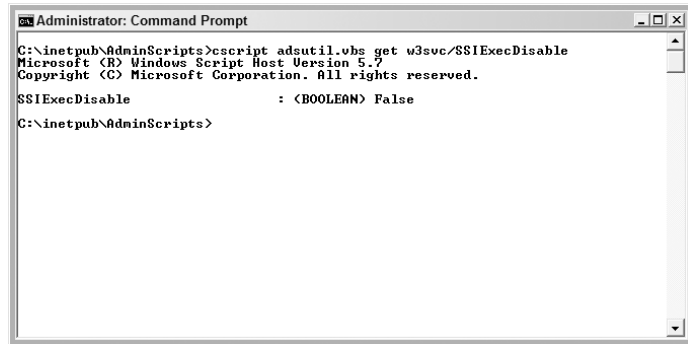 Administrator: Command Prompt
C:\inetpub\AdminScripts>cscript adsutil.vbs get w3svc/SSIExecDisable
Microsoft (R) Windows Script Host Version 5.7
Copyright (C) Microsoft Corporation. All rights reserved.
SSIExecDisable : (BOOLEAN) False
C:\inetpub\AdminScripts>